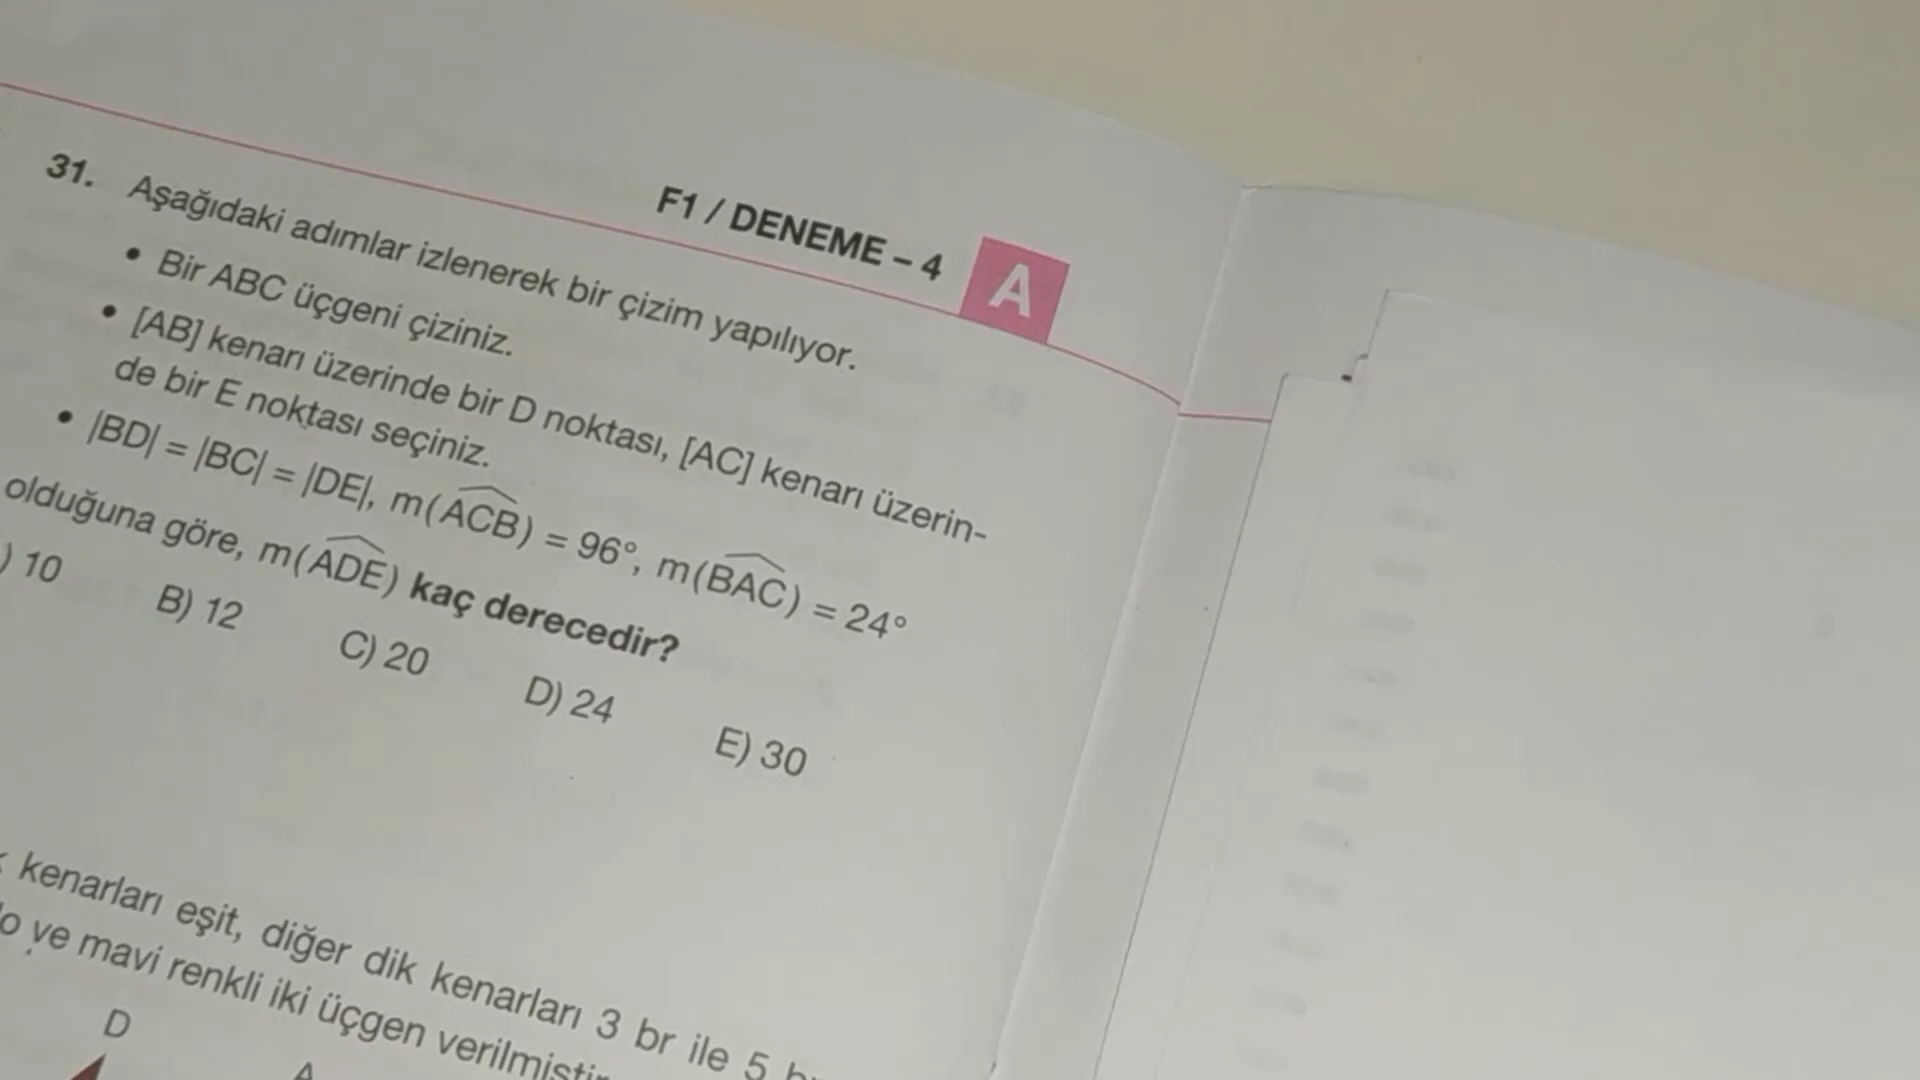 F1 / DENEME – 4
A
31. Aşağıdaki adımlar izlenerek bir çizim yapılıyor.
• Bir ABC üçgeni çiziniz.
• [AB] kenarı üzerinde bir D noktası, [AC] kenarı üzerin-
de bir E noktası seçiniz.
• |BD| = |BC| = |DE|, m(ACB) = 96°, m(BAC) = 24°
olduğuna göre, m(ADE) kaç derecedir?
) 10 B) 12 C) 20 D) 24 E) 30
kenarları eşit, diğer dik kenarları 3 br ile 5
ve mavi renkli iki üçgen verilmiştir
D
A